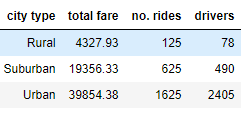 city type total fare no. rides drivers
Rural 4327.93 125 78
Suburban 19356.33 625 490
Urban 39854.38 1625 2405